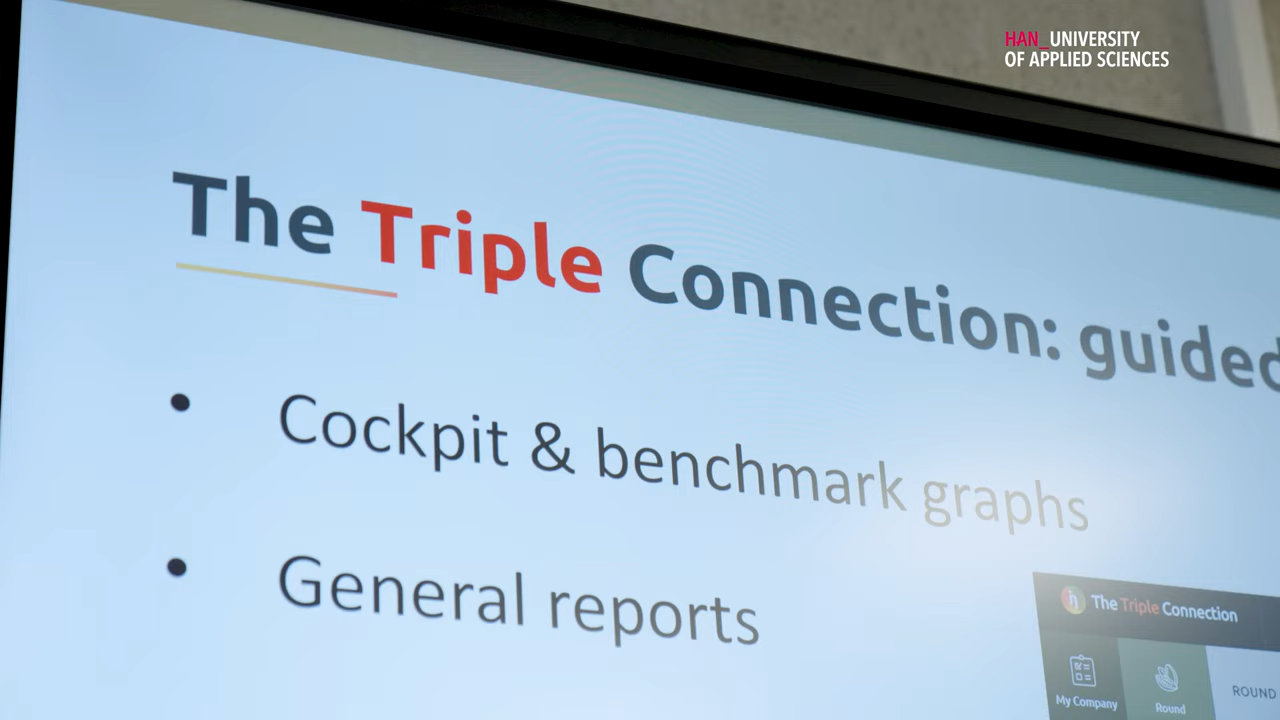 HAN_UNIVERSITY
OF APPLIED SCIENCES
The Triple Connection: guided
• Cockpit & benchmark graphs
• General reports
The Triple Connection
My Company
Round
ROUND